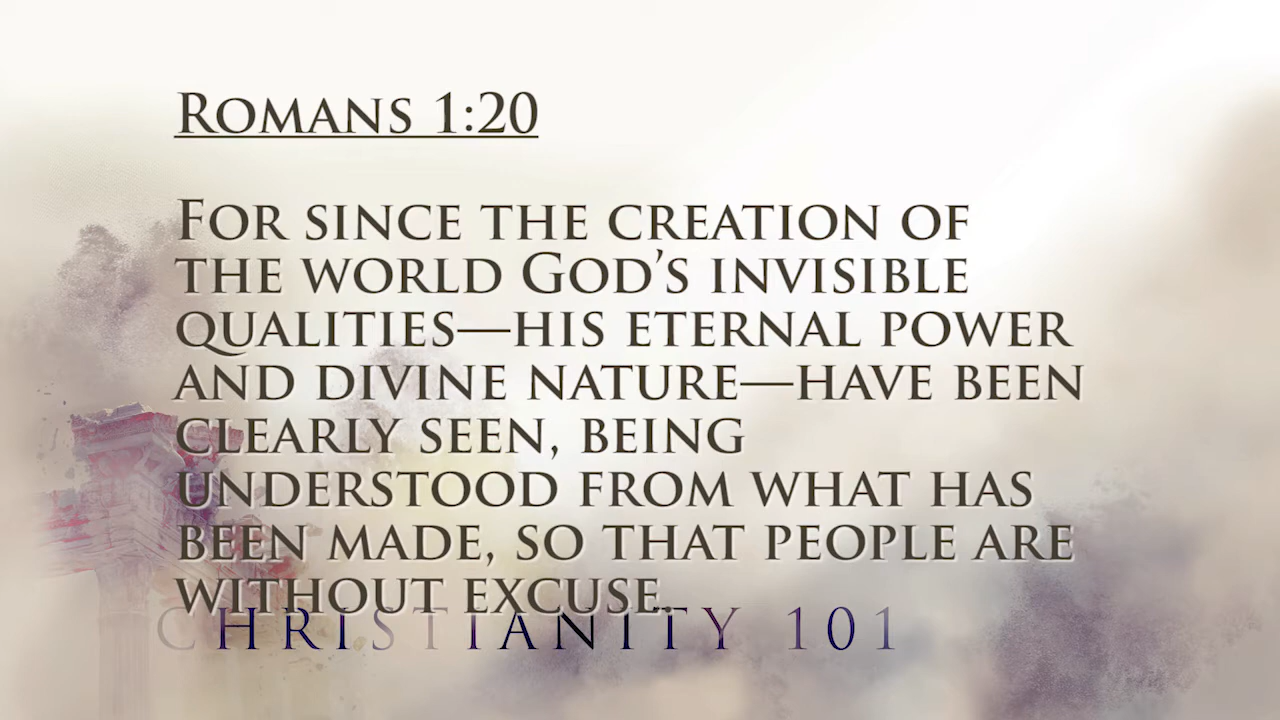 Romans 1:20
For since the creation of
the world God’s invisible
qualities—his eternal power
and divine nature—have been
clearly seen, being
understood from what has
been made, so that people are
without excuse.
CHRISTIANITY 101